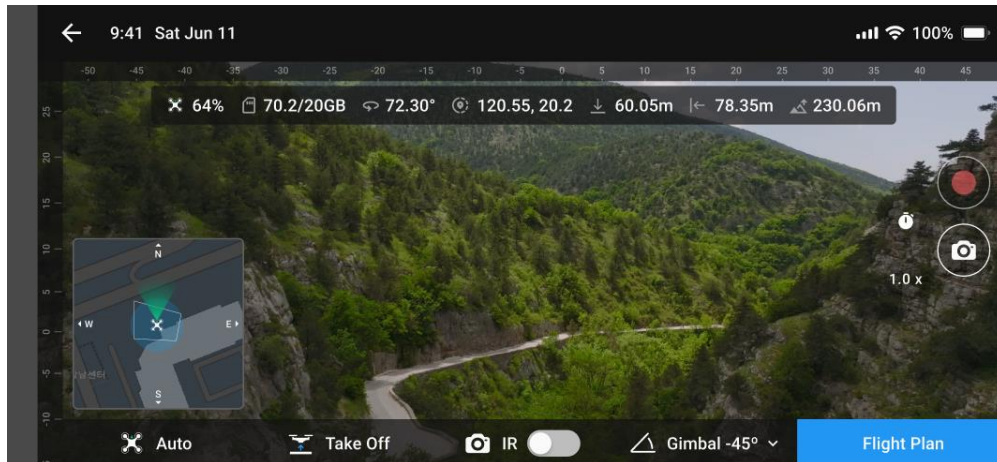 9:41 Sat Jun 11 100%
-50 -45 -40 -35 -30 -25 -20 -15 -10 -5 0 5 10 15 20 25 30 35 40 45
64% 70.2/20GB 72.30° 120.55, 20.2 60.05m 78.35m 230.06m
25
20
15
10
5
0
-5
-10
N
W E
S
1.0 x
Auto Take Off IR Gimbal -45° Flight Plan